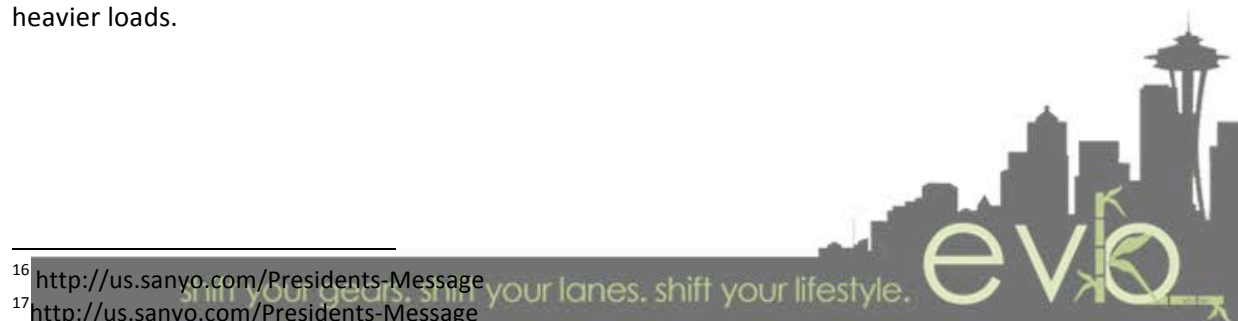 heavier loads.
16 http://us.sanyo.com/Presidents-Message
shift your gears. shift your lanes. shift your lifestyle.
evb
17 http://us.sanyo.com/Presidents-Message